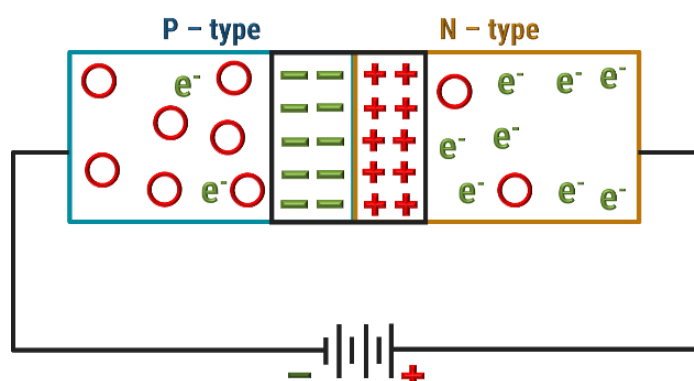 P – type N – type
e⁻ e⁻ e⁻ e⁻
e⁻ e⁻
e⁻ e⁻ e⁻ e⁻
− +